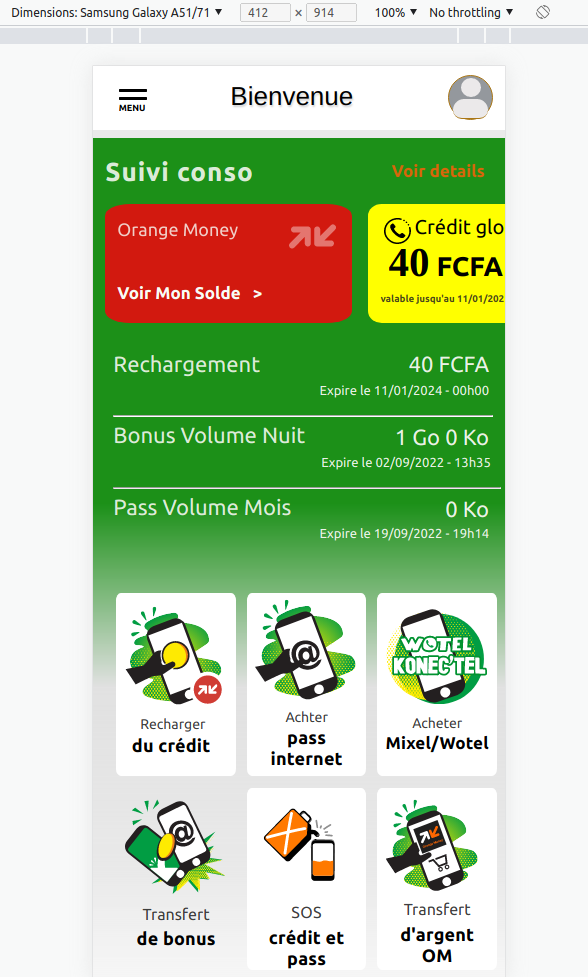 Dimensions: Samsung Galaxy A51/71 ▼ 412 × 914 100% ▼ No throttling ▼
MENU
Bienvenue
Suivi conso
Voir details
Orange Money
Voir Mon Solde >
Crédit glo
40 FCFA
valable jusqu'au 11/01/202
Rechargement 40 FCFA
Expire le 11/01/2024 - 00h00
Bonus Volume Nuit 1 Go 0 Ko
Expire le 02/09/2022 - 13h35
Pass Volume Mois 0 Ko
Expire le 19/09/2022 - 19h14
@
WOTEL
KONEC'TEL
Recharger
du crédit
Achter
pass
internet
Acheter
Mixel/Wotel
@
Transfert
de bonus
SOS
crédit et
pass
Transfert
d'argent
OM